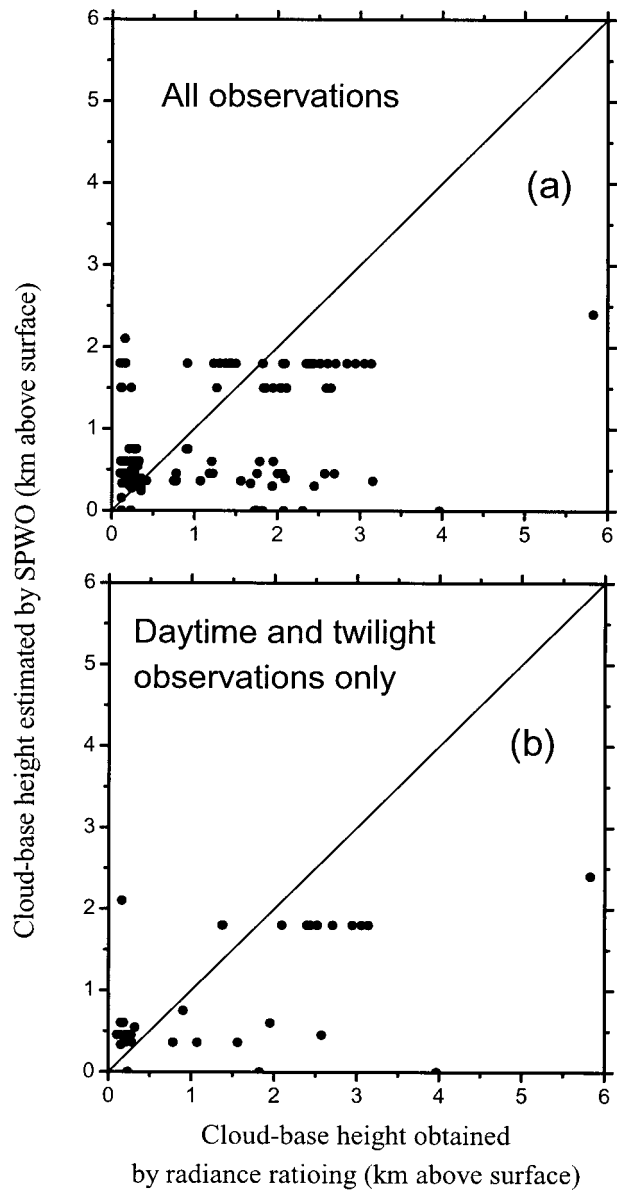 Cloud-base height estimated by SPWO (km above surface)
6
5
4
3
2
1
0
All observations
(a)
0 1 2 3 4 5 6
6
5
4
3
2
1
0
Daytime and twilight
observations only
(b)
0 1 2 3 4 5 6
Cloud-base height obtained
by radiance ratioing (km above surface)